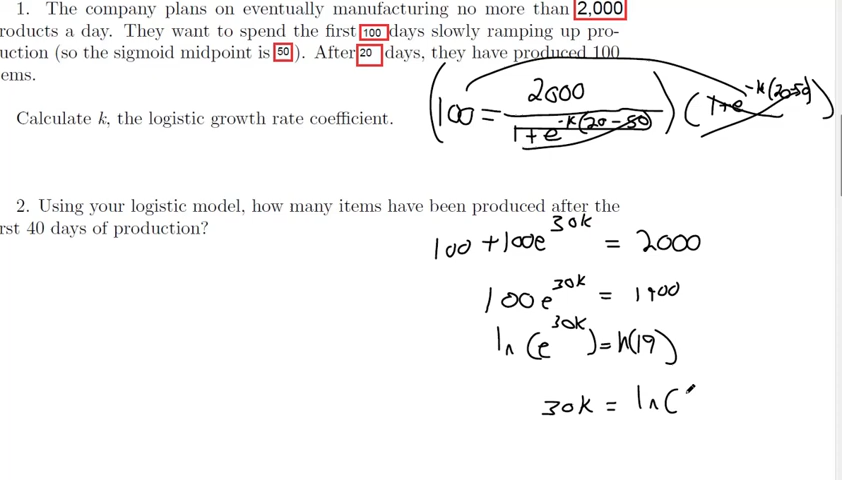 1. The company plans on eventually manufacturing no more than 2,000
roducts a day. They want to spend the first 100 days slowly ramping up pro-
uction (so the sigmoid midpoint is 50). After 20 days, they have produced 100
ems.
(100 = 2000 / 1+e^-k(20-50)) (1+e^-k(20-50))
Calculate k, the logistic growth rate coefficient.
2. Using your logistic model, how many items have been produced after the
rst 40 days of production?
100 + 100e^30k = 2000
100e^30k = 1900
ln(e^30k) = ln(19)
30k = ln(